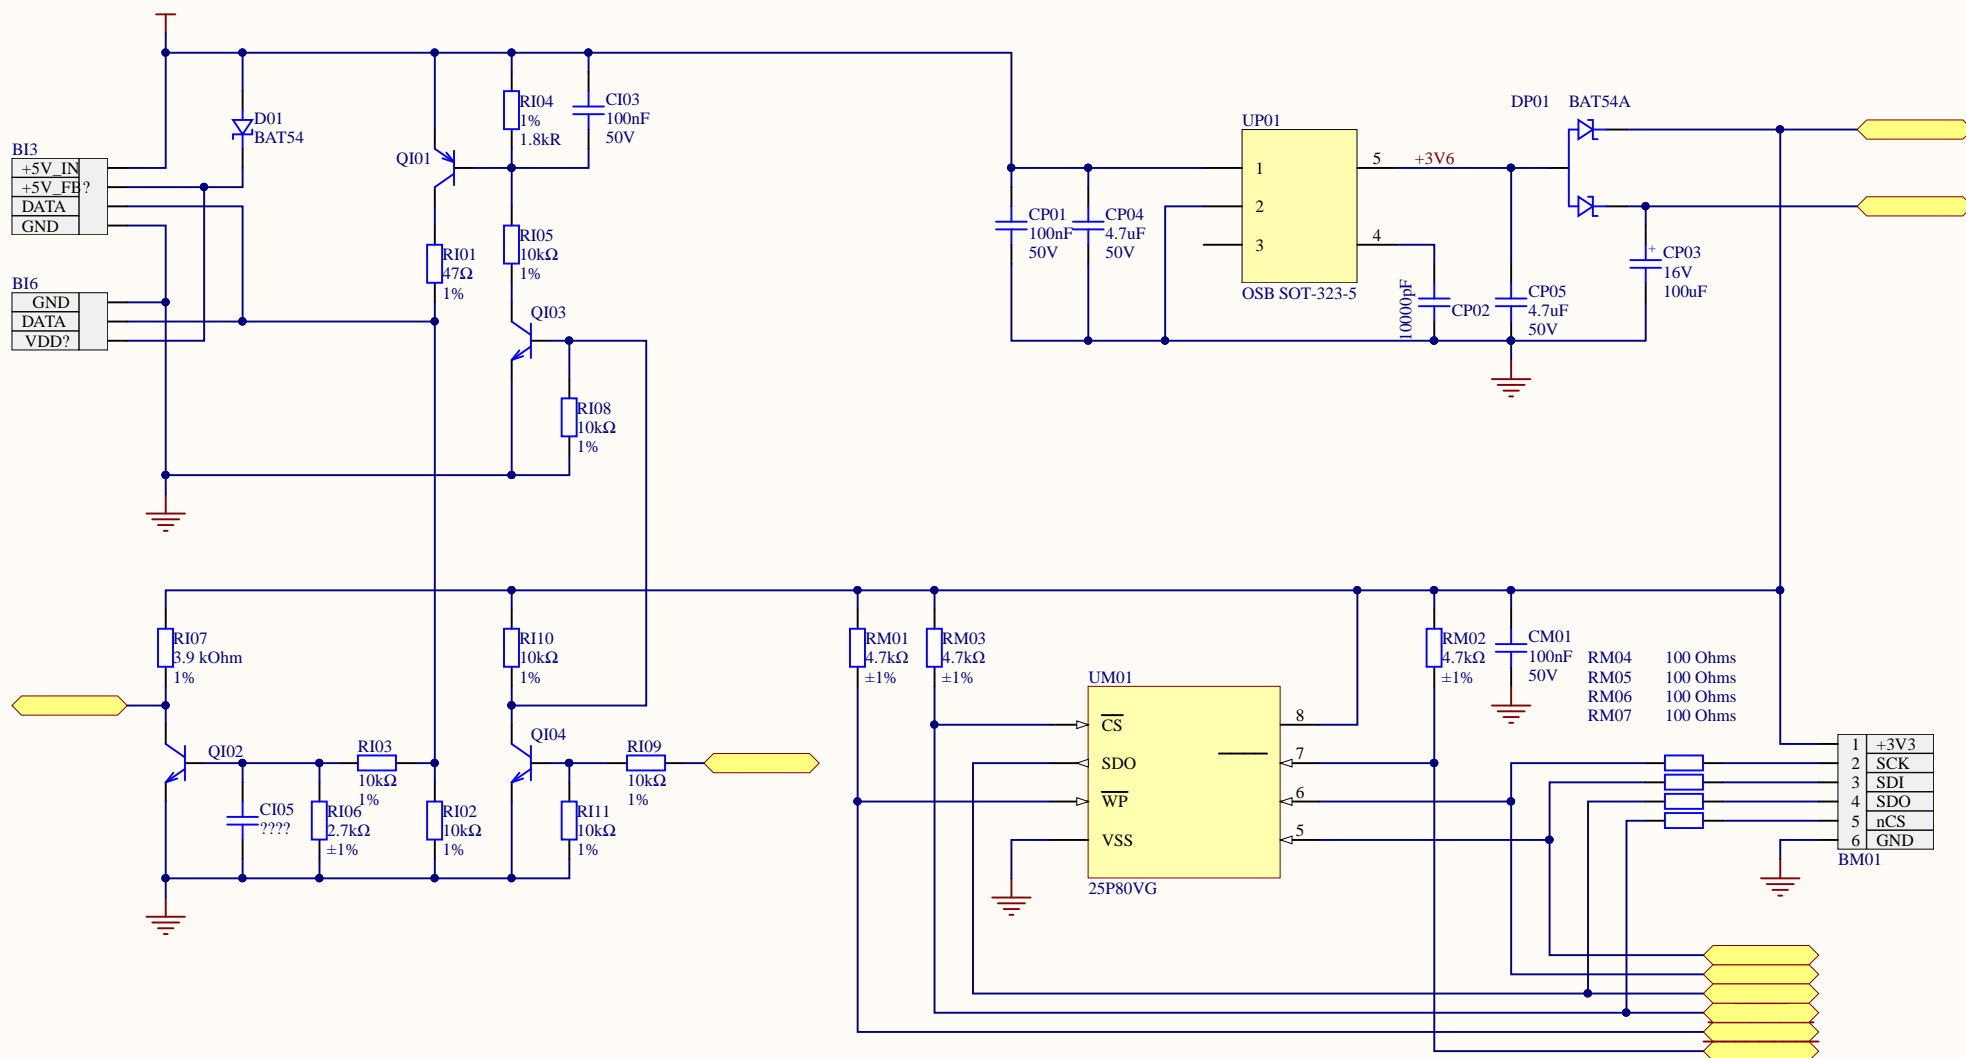 BI3
+5V_IN
+5V_FB?
DATA
GND
BI6
GND
DATA
VDD?
D01
BAT54
QI01
RI04
1%
1.8kR
CI03
100nF
50V
RI01
47Ω
1%
RI05
10kΩ
1%
QI03
RI08
10kΩ
1%
UP01
1
2
3
5
4
OSB SOT-323-5
+3V6
CP01
100nF
50V
CP04
4.7uF
50V
10000pF
CP02
CP05
4.7uF
50V
DP01 BAT54A
+
CP03
16V
100uF
RI07
3.9 kOhm
1%
QI02
CI05
????
RI06
2.7kΩ
±1%
RI03
10kΩ
1%
RI02
10kΩ
1%
RI10
10kΩ
1%
QI04
RI09
10kΩ
1%
RI11
10kΩ
1%
RM01
4.7kΩ
±1%
RM03
4.7kΩ
±1%
UM01
CS
SDO
WP
VSS
8
7
6
5
25P80VG
RM02
4.7kΩ
±1%
CM01
100nF
50V
RM04 100 Ohms
RM05 100 Ohms
RM06 100 Ohms
RM07 100 Ohms
1 +3V3
2 SCK
3 SDI
4 SDO
5 nCS
6 GND
BM01